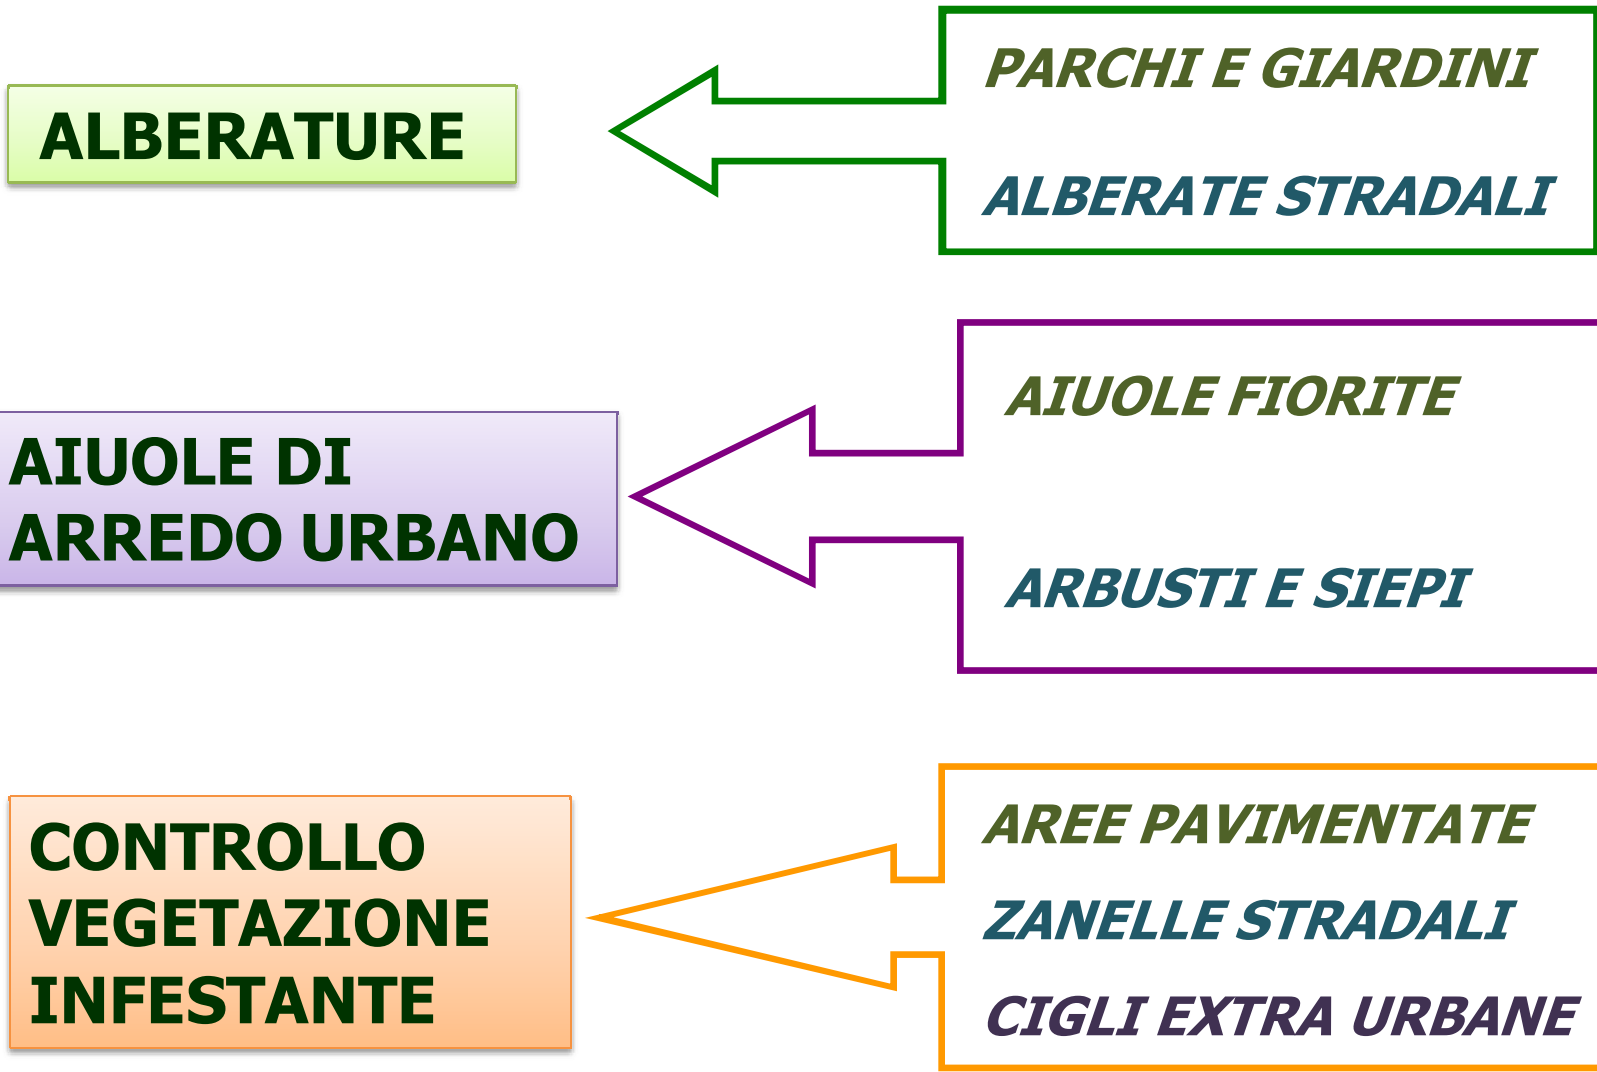 ALBERATURE
PARCHI E GIARDINI
ALBERATE STRADALI
AIUOLE DI
ARREDO URBANO
AIUOLE FIORITE
ARBUSTI E SIEPI
CONTROLLO
VEGETAZIONE
INFESTANTE
AREE PAVIMENTATE
ZANELLE STRADALI
CIGLI EXTRA URBANE